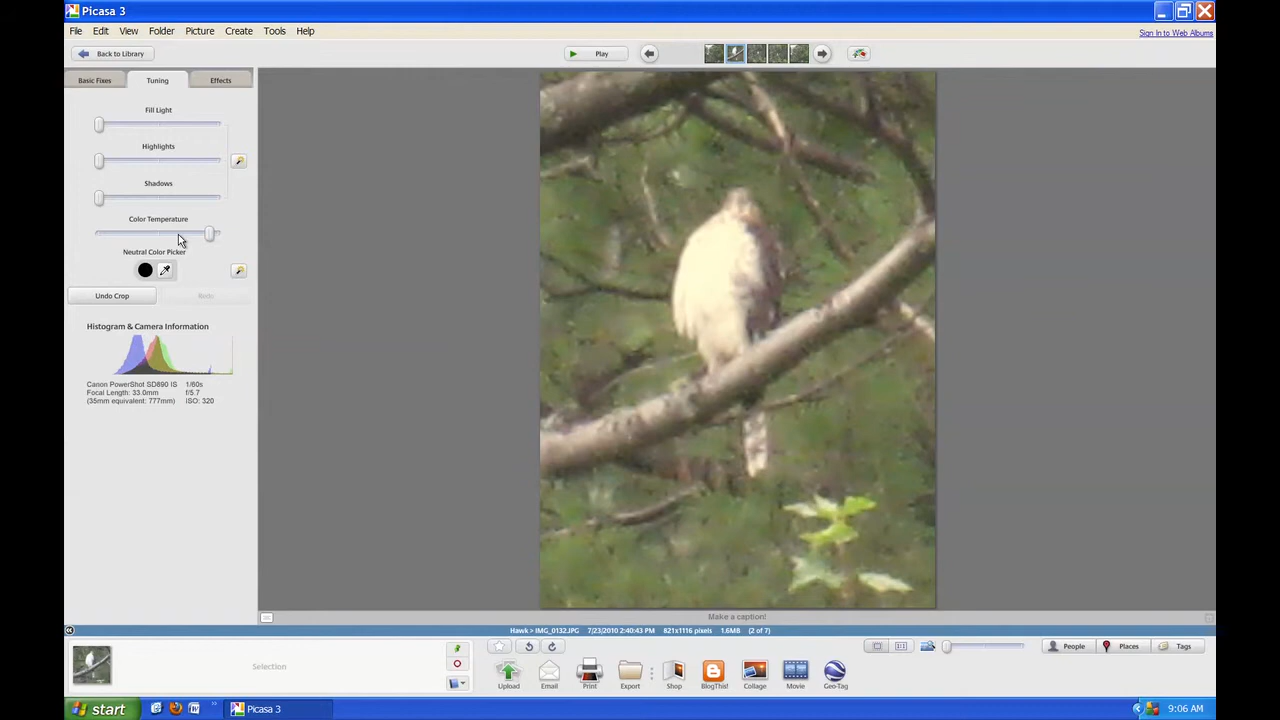 Picasa 3
File Edit View Folder Picture Create Tools Help
Sign In to Web Albums
Back to Library
Play
Basic Fixes Tuning Effects
Fill Light
Highlights
Shadows
Color Temperature
Neutral Color Picker
Undo Crop Redo
Histogram & Camera Information
Canon PowerShot SD890 IS 1/60s
Focal Length: 33.0mm f/5.7
(35mm equivalent: 777mm) ISO: 320
Make a caption!
Hawk > IMG_0132.JPG 7/23/2010 2:40:43 PM 821x1116 pixels 1.6MB (2 of 7)
Selection
1:1
People Places Tags
Upload Email Print Export Shop BlogThis! Collage Movie Geo-Tag
start Picasa 3 9:06 AM